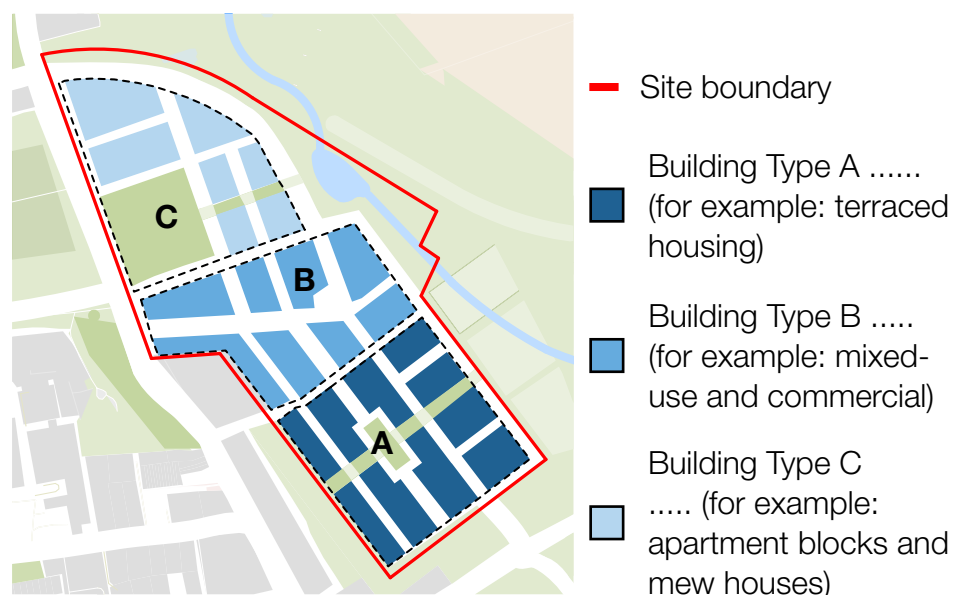 C
B
A
Site boundary
Building Type A ......
(for example: terraced
housing)
Building Type B .....
(for example: mixed-
use and commercial)
Building Type C
..... (for example:
apartment blocks and
mew houses)